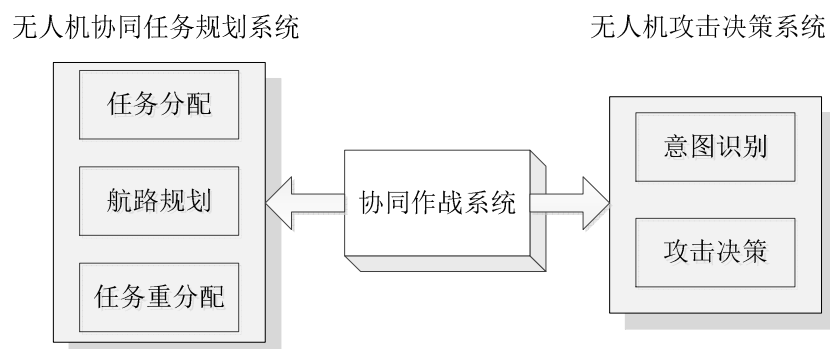 无人机协同任务规划系统
无人机攻击决策系统
任务分配
航路规划
任务重分配
协同作战系统
意图识别
攻击决策